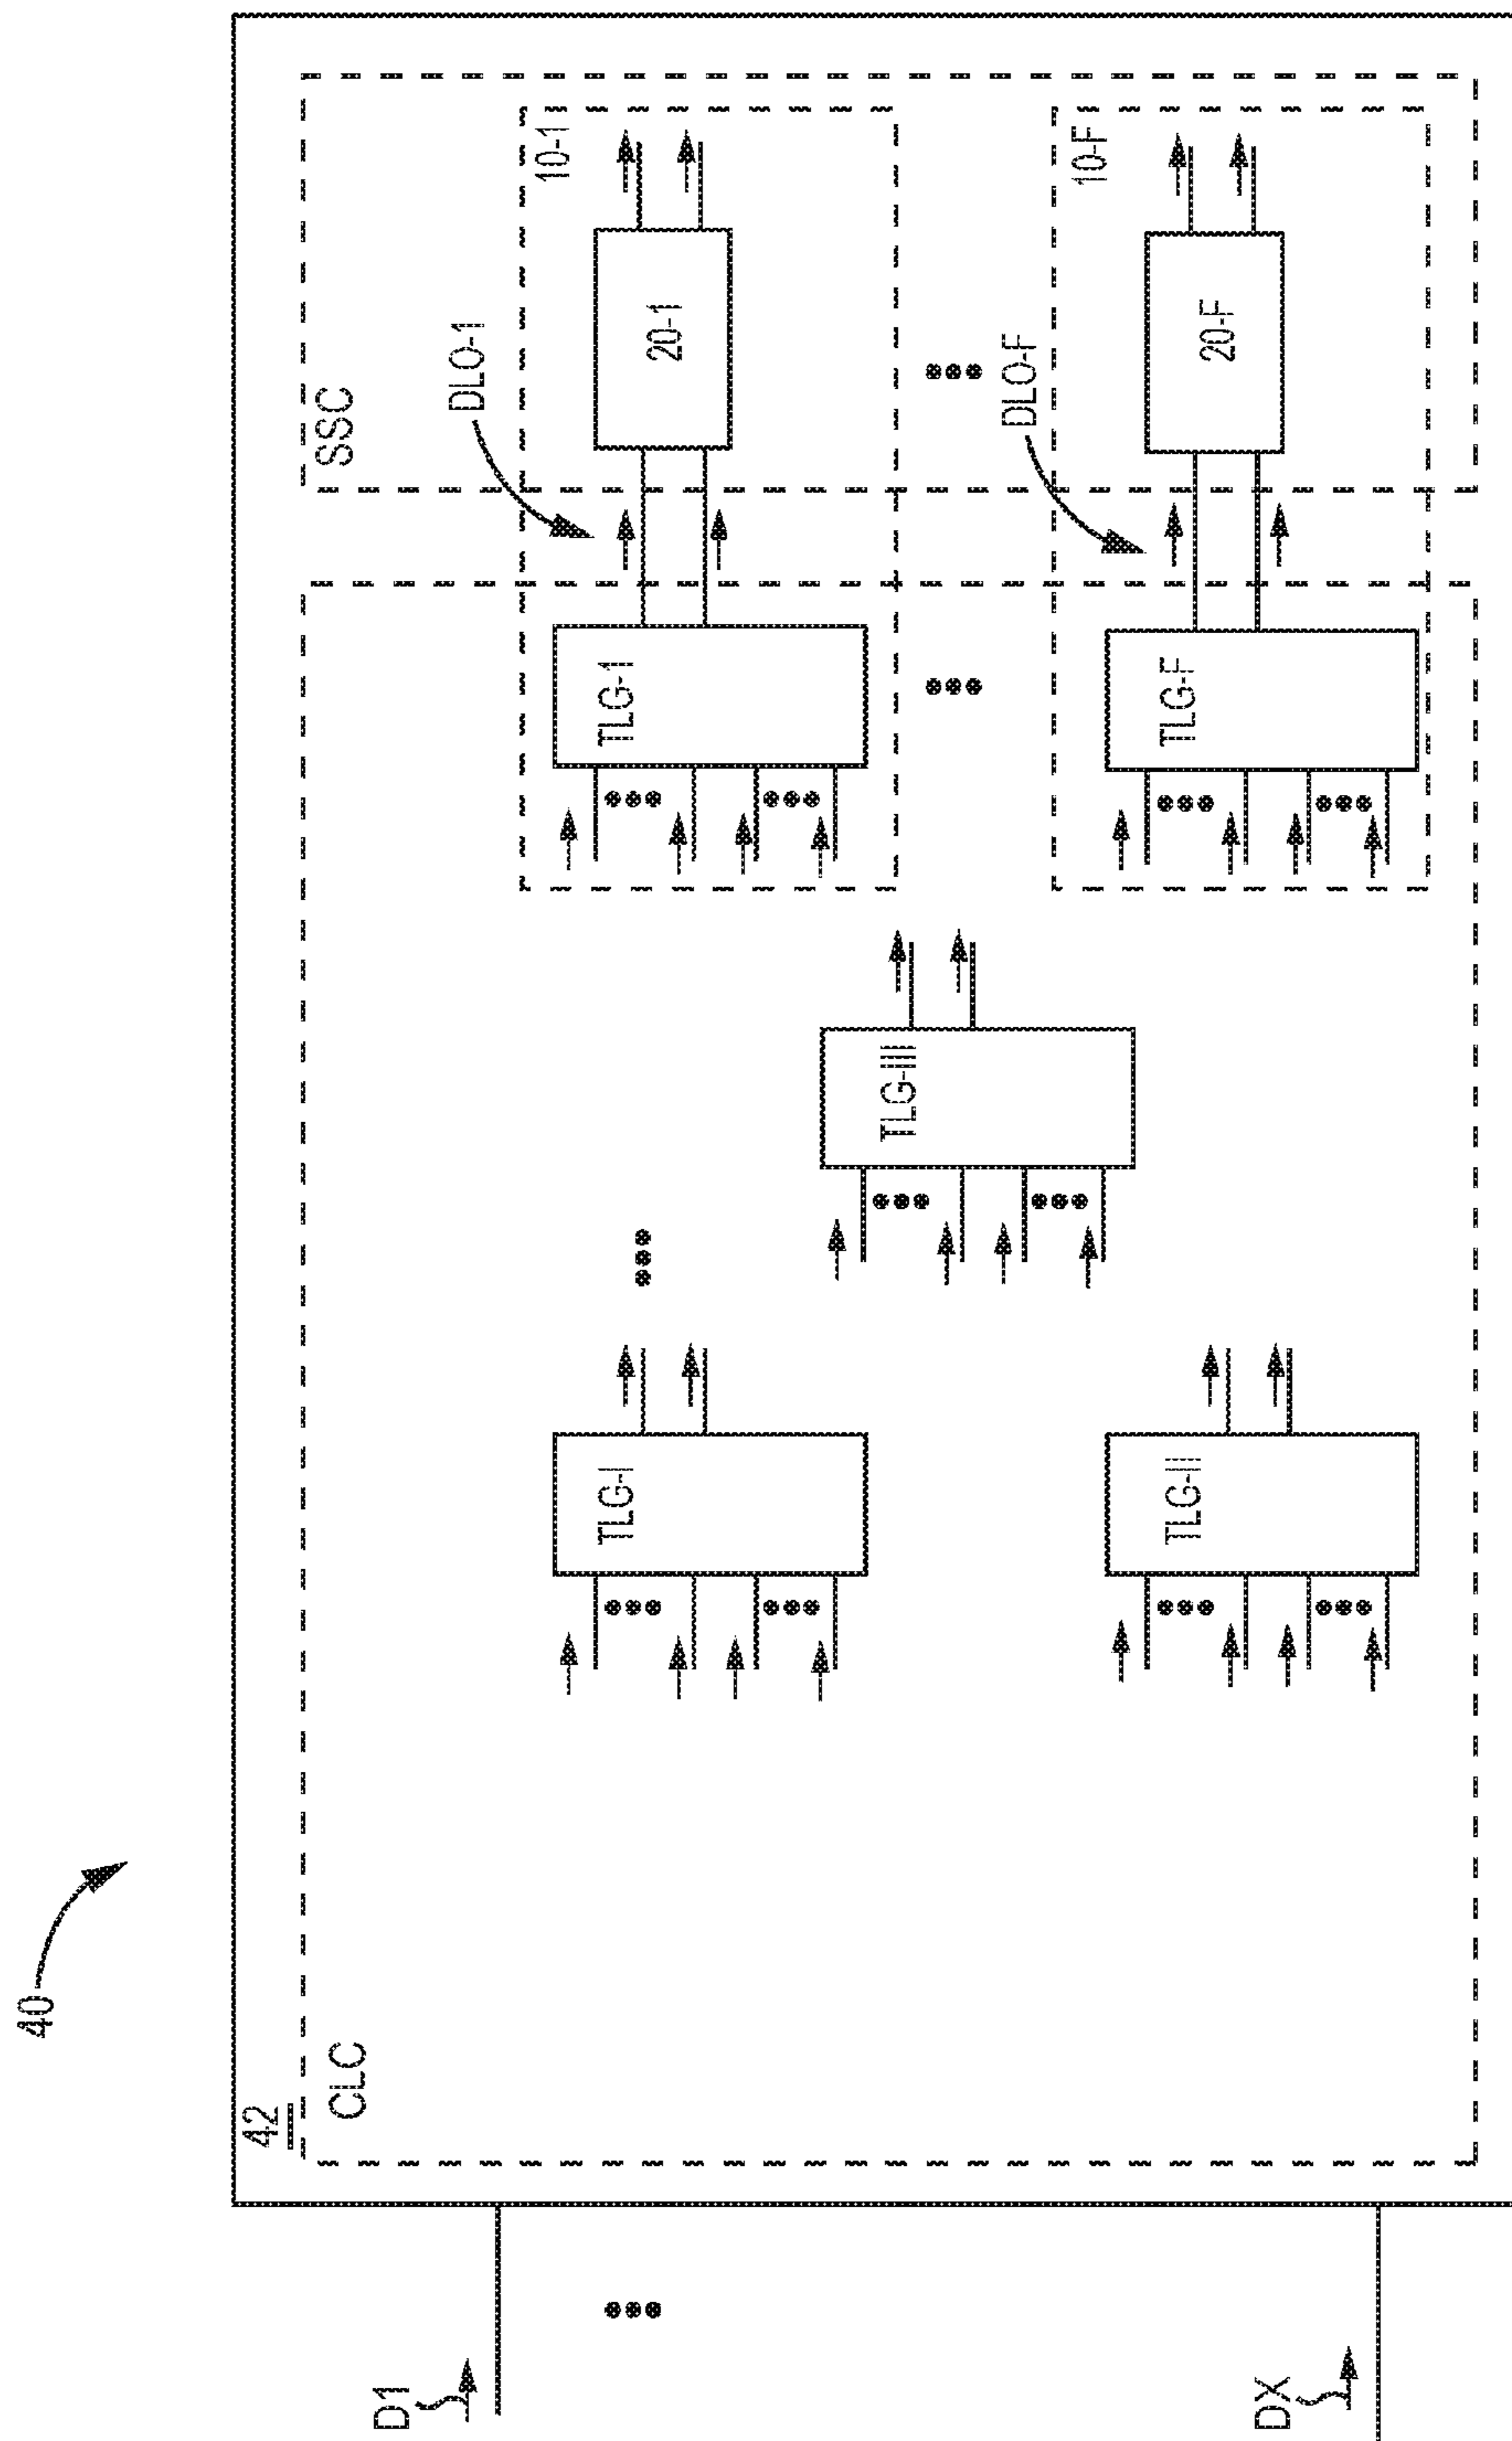 40
42
CLC
SSC
D1
DX
TLG-I
TLG-II
TLG-III
TLG-1
TLG-F
DLO-1
DLO-F
20-1
20-F
10-1
10-F